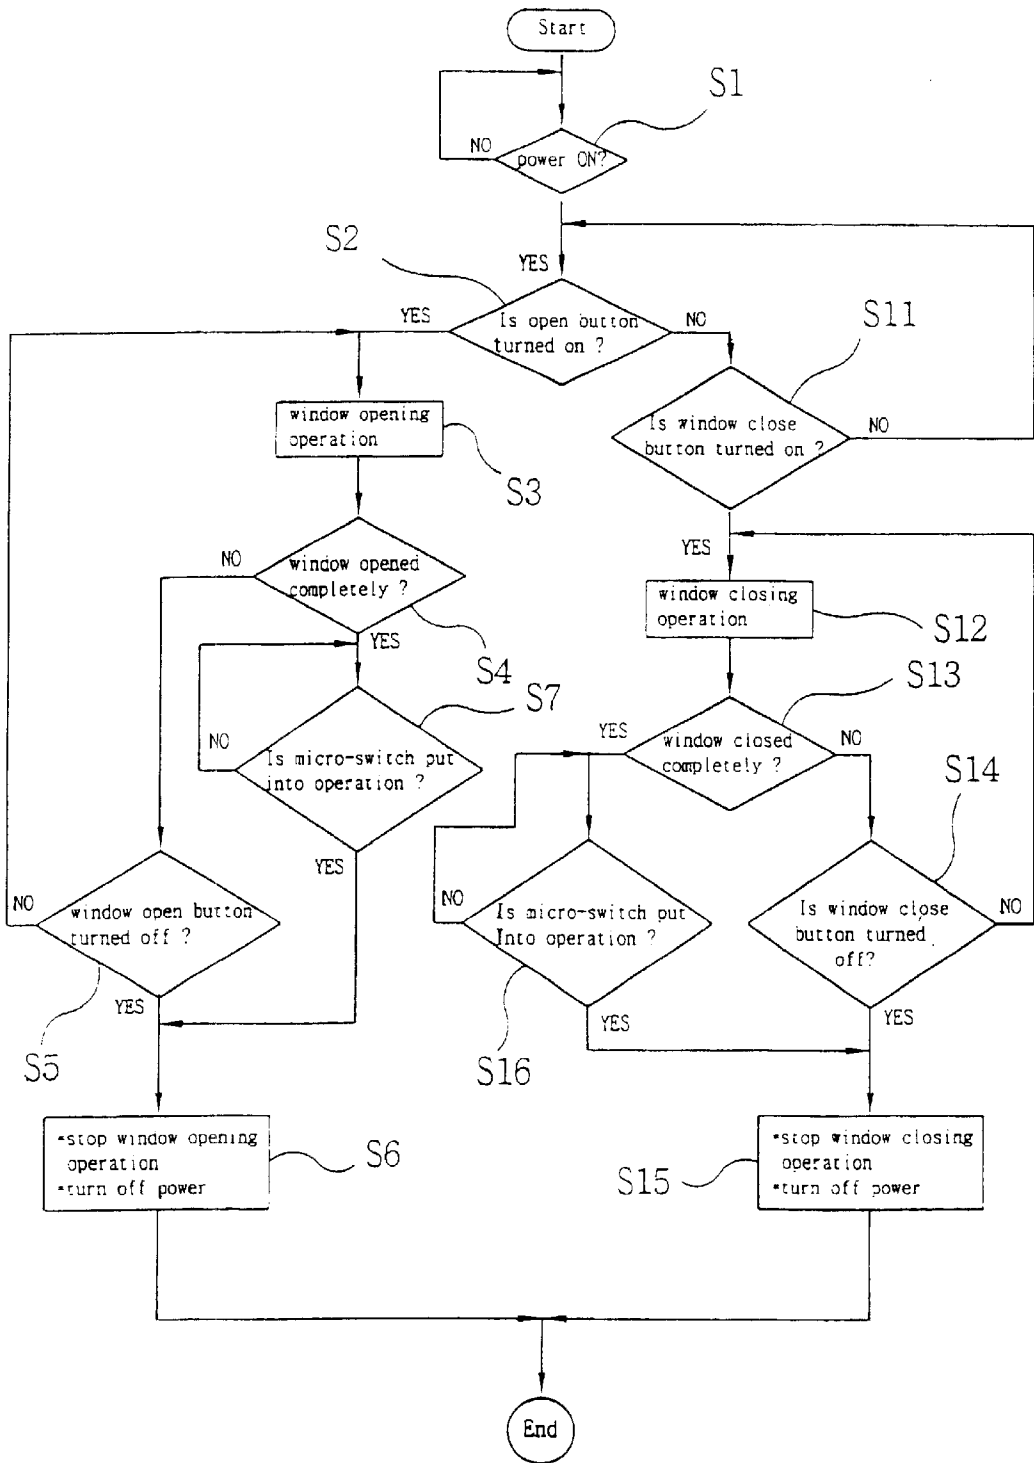 Start
S1
NO
power ON?
S2
YES
YES
Is open button
turned on ?
NO
S11
window opening
operation
Is window close
button turned on ?
NO
S3
NO
window opened
completely ?
YES
YES
window closing
operation
S12
S4
S13
S7
NO
Is micro-switch put
into operation ?
YES
window closed
completely ?
NO
S14
YES
NO
window open button
turned off ?
NO
Is micro-switch put
Into operation ?
Is window close
button turned
off?
NO
YES
YES
YES
S5
S16
*stop window opening
operation
*turn off power
S6
S15
*stop window closing
operation
*turn off power
End